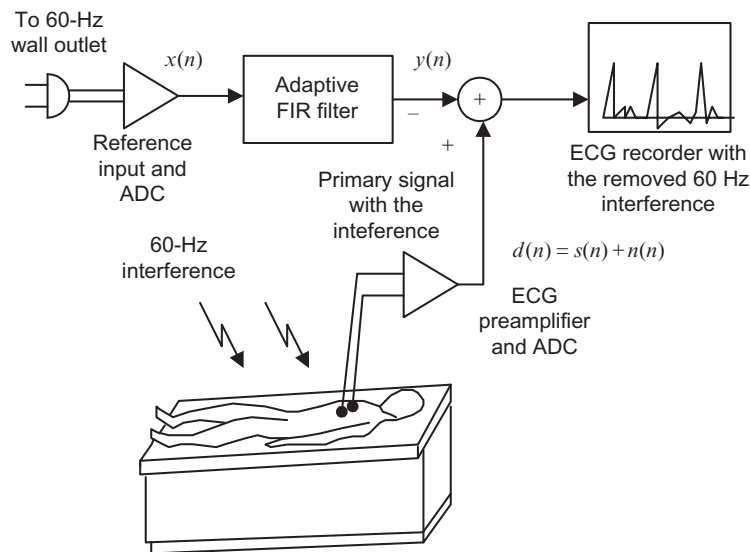 To 60-Hz
wall outlet
x(n)
Adaptive
FIR filter
y(n)
−
+
+
Reference
input and
ADC
ECG recorder with
the removed 60 Hz
interference
Primary signal
with the
inteference
60-Hz
interference
d(n) = s(n) + n(n)
ECG
preamplifier
and ADC